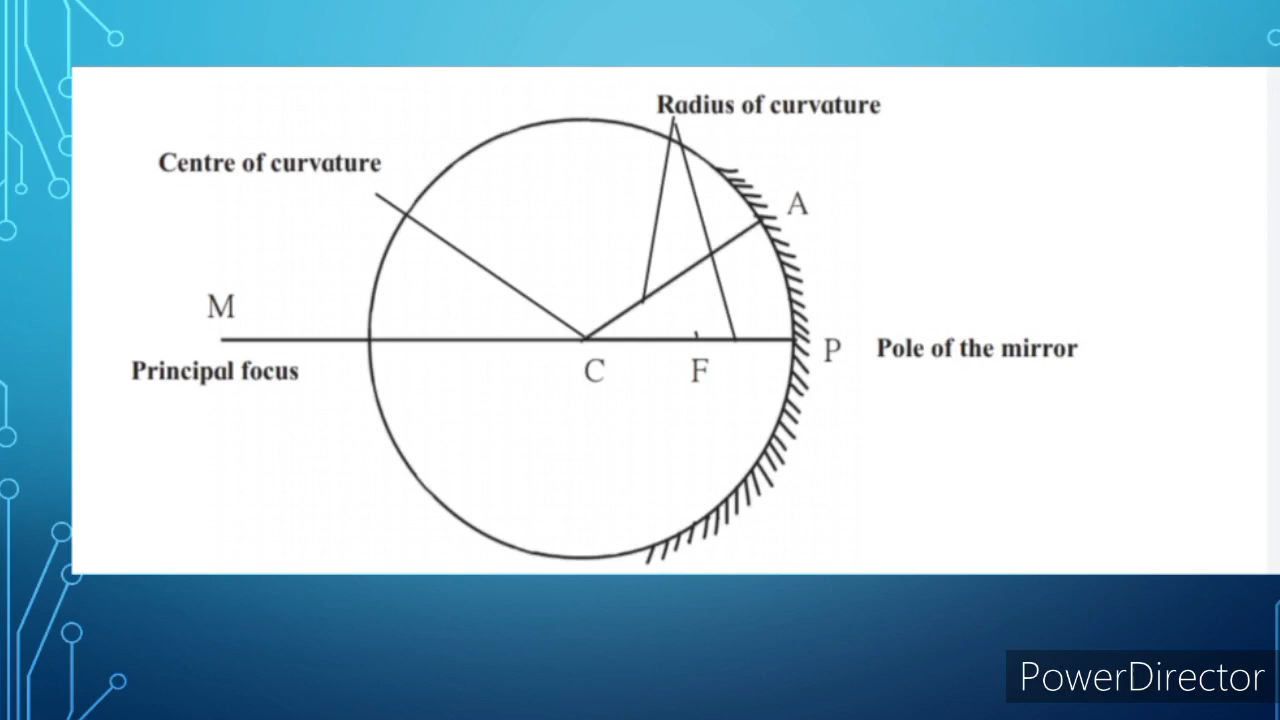 Radius of curvature
Centre of curvature
A
M
P
Pole of the mirror
Principal focus
C
F
PowerDirector